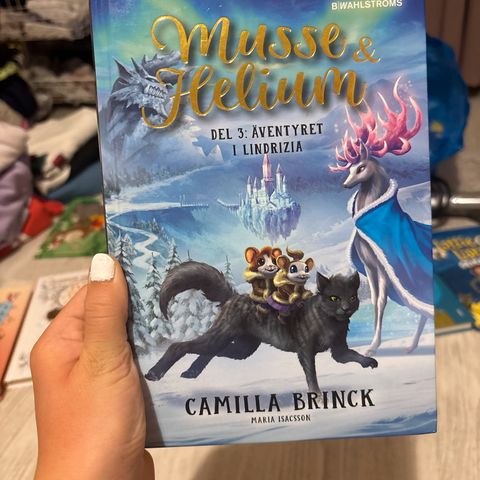 B WAHLSTRÖMS
Musse &
Helium
DEL 3: ÄVENTYRET
I LINDRIZIA
CAMILLA BRINCK
MARIA ISACSSON